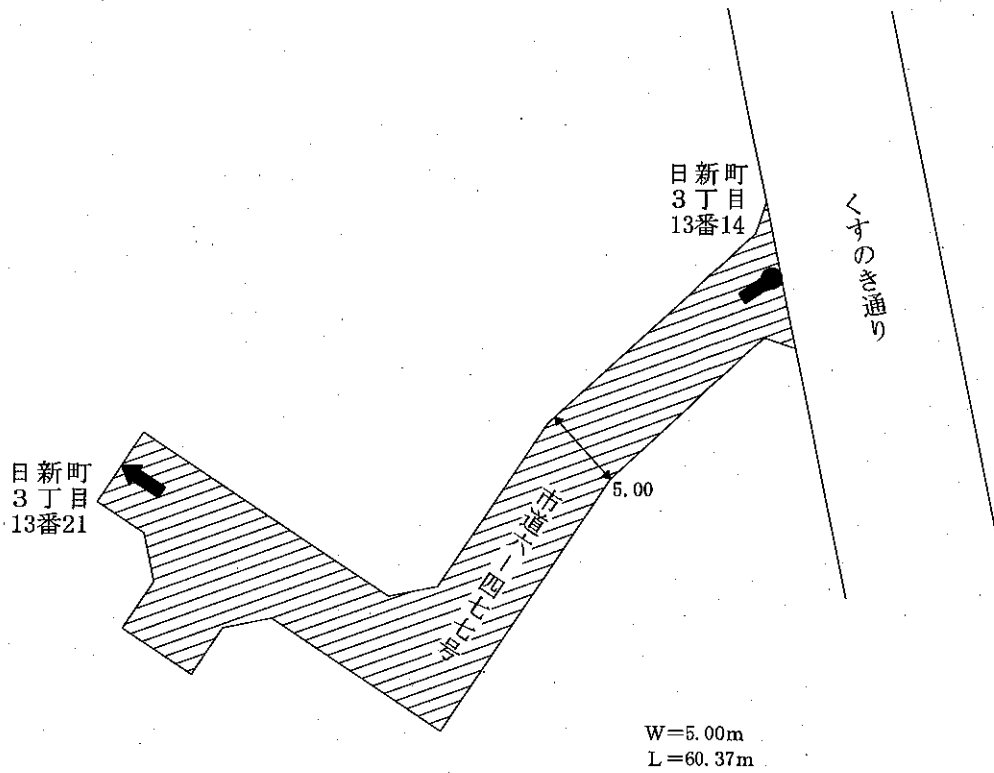 日新町
3丁目
13番14
くすのき通り
日新町
3丁目
13番21
5.00
市道六ー四七七号
W=5.00m
L=60.37m